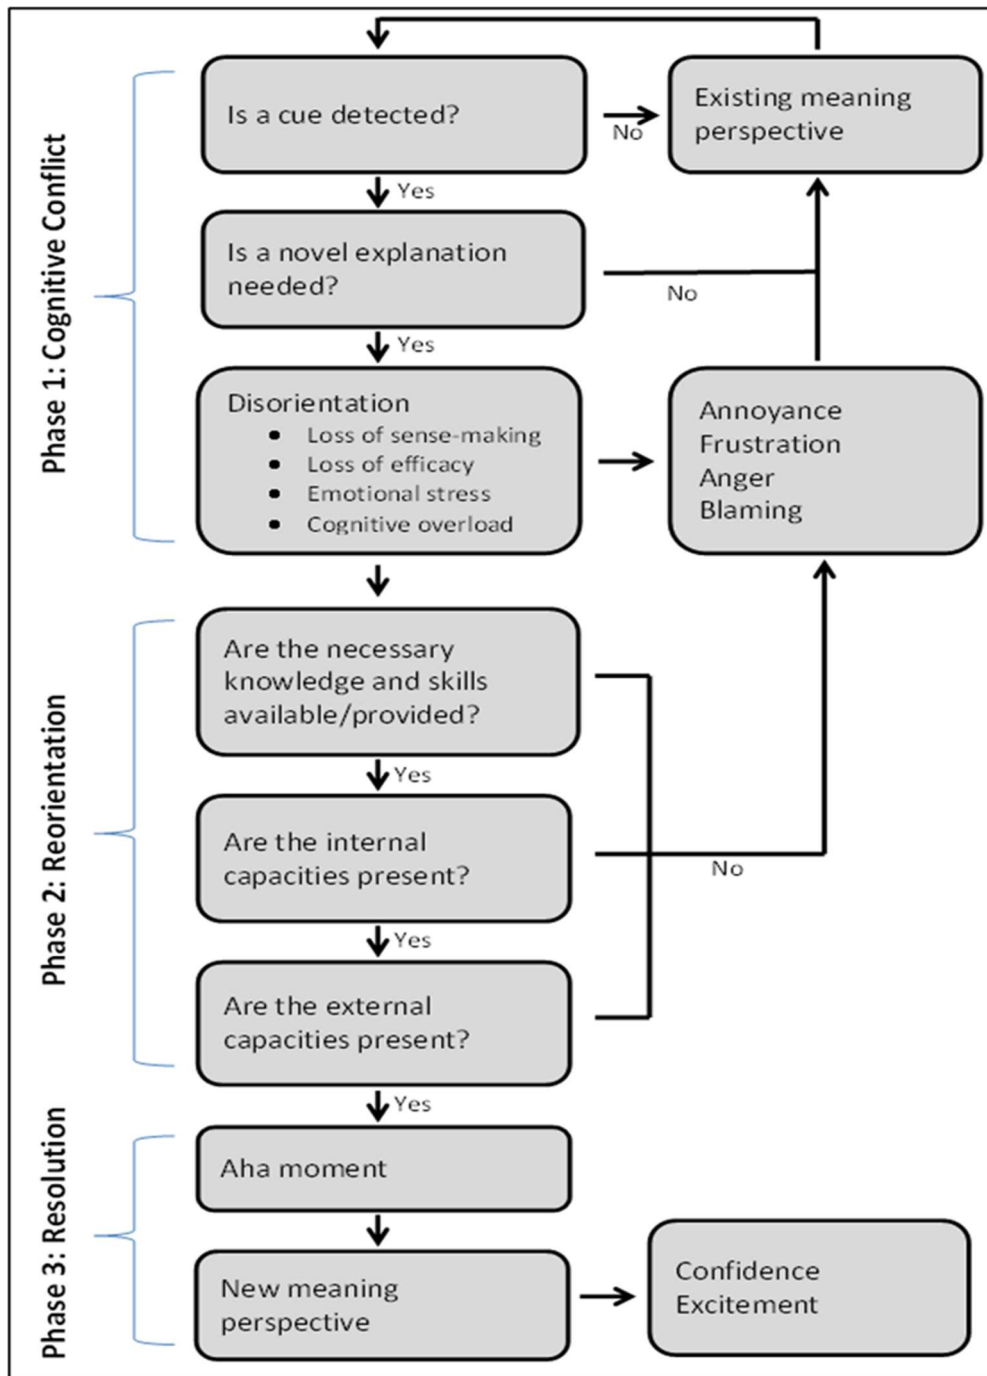 Phase 1: Cognitive Conflict
Is a cue detected?
No
Existing meaning
perspective
Yes
Is a novel explanation
needed?
No
Yes
Disorientation
• Loss of sense-making
• Loss of efficacy
• Emotional stress
• Cognitive overload
Annoyance
Frustration
Anger
Blaming
Phase 2: Reorientation
Are the necessary
knowledge and skills
available/provided?
Yes
Are the internal
capacities present?
No
Yes
Are the external
capacities present?
Yes
Phase 3: Resolution
Aha moment
New meaning
perspective
Confidence
Excitement